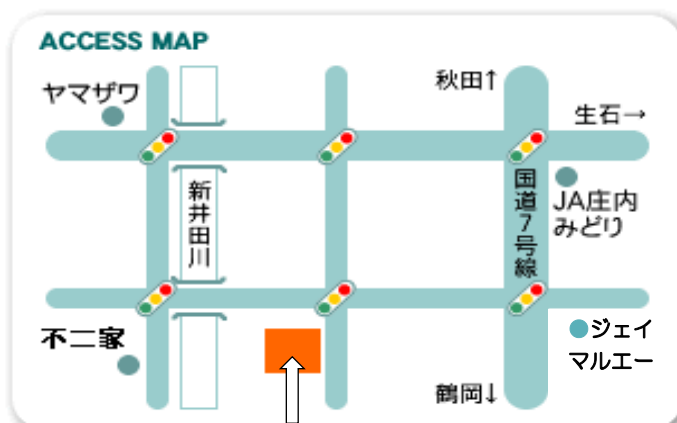 ACCESS MAP
ヤマザワ
秋田↑
生石→
新井田川
国道7号線
JA庄内
みどり
不二家
●ジェイ
マルエー
鶴岡↓